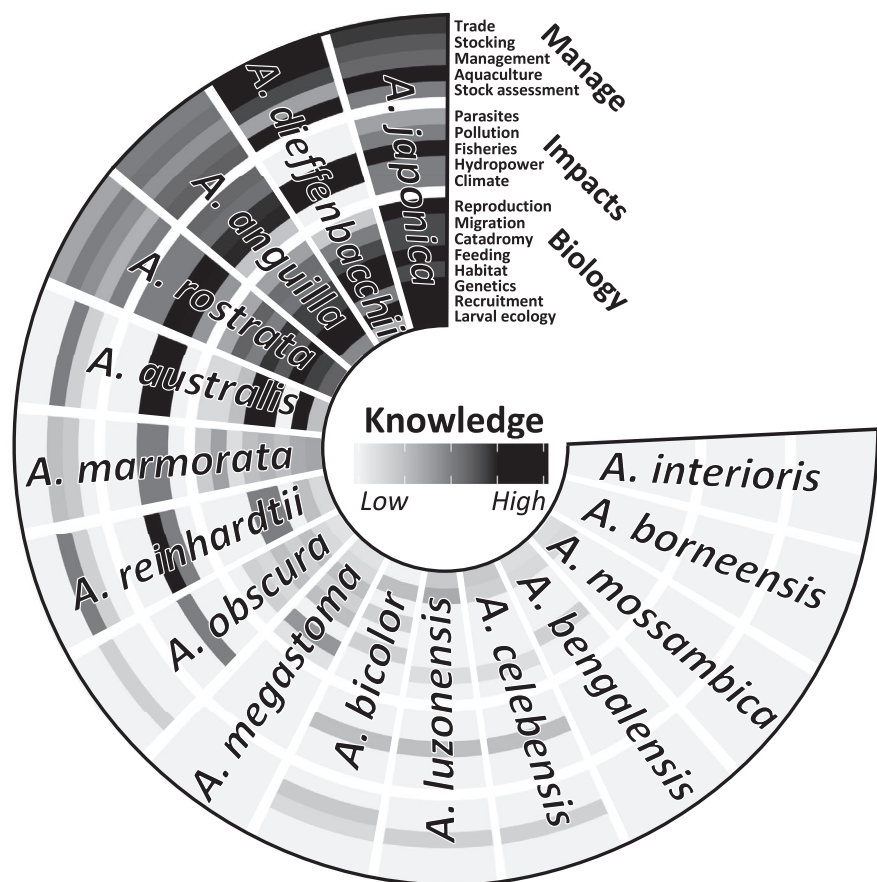 Trade
Stocking
Management
Aquaculture
Stock assessment
Manage
Parasites
Pollution
Fisheries
Hydropower
Climate
Impacts
Reproduction
Migration
Catadromy
Feeding
Habitat
Genetics
Recruitment
Larval ecology
Biology
A. japonica
A. dieffenbacchii
A. anguilla
A. rostrata
A. australis
A. marmorata
A. reinhardtii
A. obscura
A. megastoma
A. bicolor
A. luzonensis
A. celebensis
A. bengalensis
A. mossambica
A. borneensis
A. interioris
Knowledge
Low High